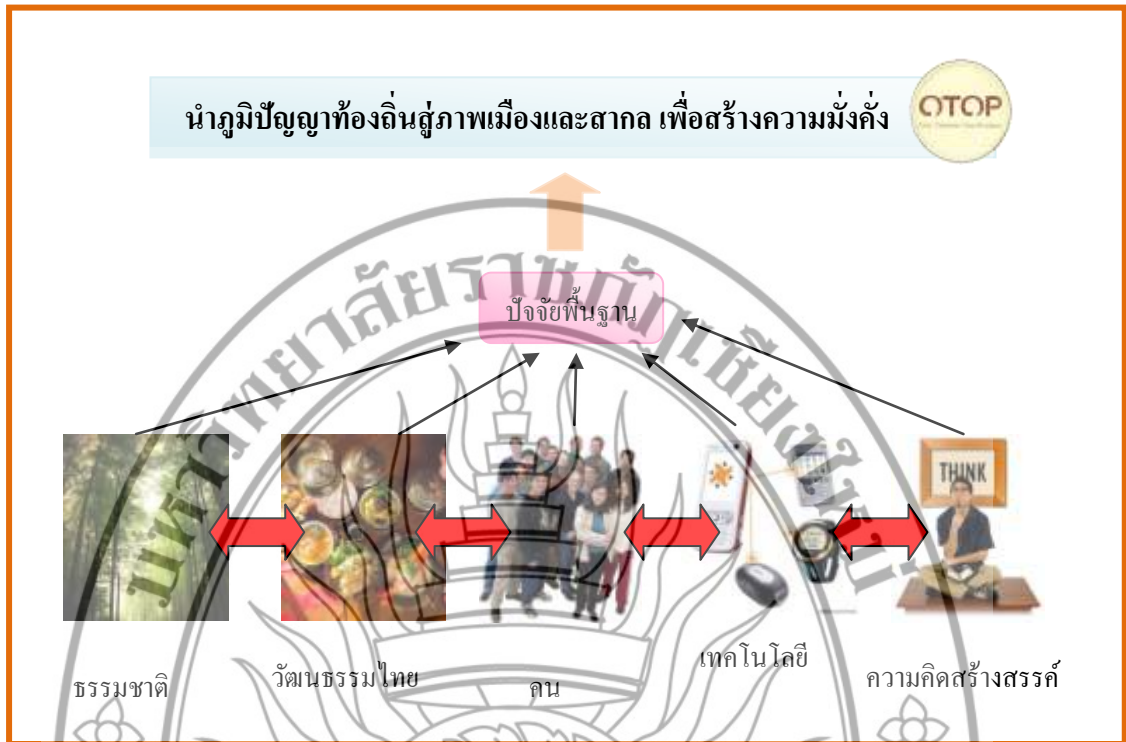 นำภูมิปัญญาท้องถิ่นสู่ภาพเมืองและสากล เพื่อสร้างความมั่งคั่ง
OTOP
ปัจจัยพื้นฐาน
THINK
ธรรมชาติ
วัฒนธรรมไทย
คน
เทคโนโลยี
ความคิดสร้างสรรค์